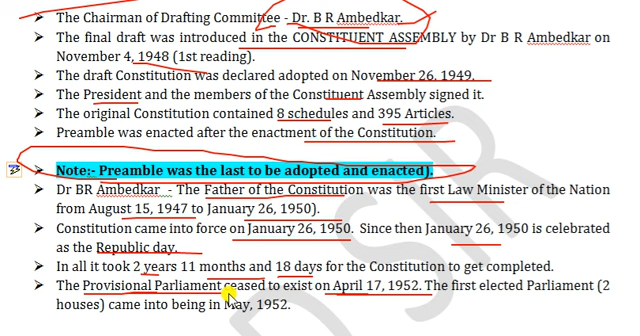 ➢ The Chairman of Drafting Committee - Dr. B R Ambedkar.
➢ The final draft was introduced in the CONSTITUENT ASSEMBLY by Dr B R Ambedkar on
November 4, 1948 (1st reading).
➢ The draft Constitution was declared adopted on November 26, 1949.
➢ The President and the members of the Constituent Assembly signed it.
➢ The original Constitution contained 8 schedules and 395 Articles.
➢ Preamble was enacted after the enactment of the Constitution.
➢ Note:- Preamble was the last to be adopted and enacted).
➢ Dr BR Ambedkar - The Father of the Constitution was the first Law Minister of the Nation
from August 15, 1947 to January 26, 1950).
➢ Constitution came into force on January 26, 1950. Since then January 26, 1950 is celebrated
as the Republic day.
➢ In all it took 2 years 11 months and 18 days for the Constitution to get completed.
➢ The Provisional Parliament ceased to exist on April 17, 1952. The first elected Parliament (2
houses) came into being in May, 1952.
D DSR